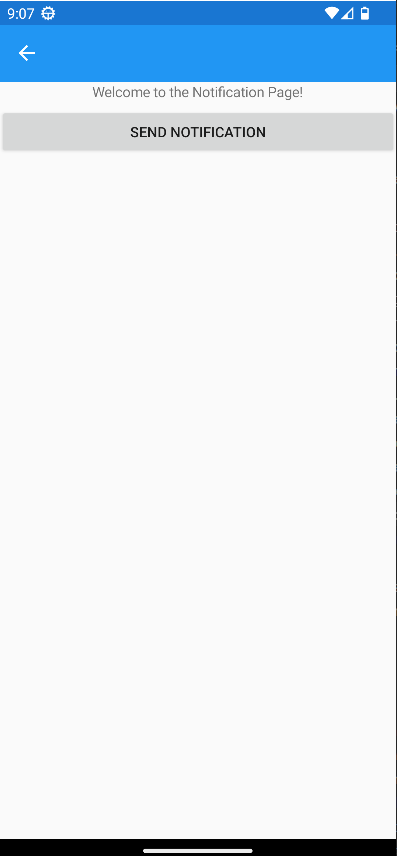 9:07
Welcome to the Notification Page!
SEND NOTIFICATION